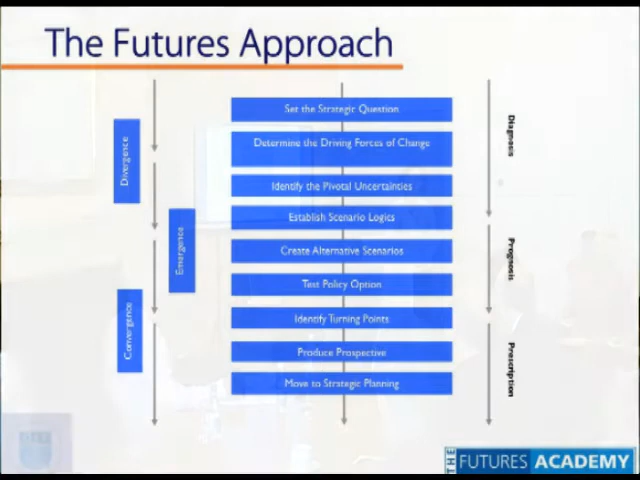 The Futures Approach
Set the Strategic Question
Determine the Driving Forces of Change
Identify the Pivotal Uncertainties
Establish Scenario Logics
Create Alternative Scenarios
Test Policy Option
Identify Turning Points
Produce Prospective
Move to Strategic Planning
Divergence
Emergence
Convergence
Diagnosis
Prognosis
Prescription
THE FUTURES ACADEMY